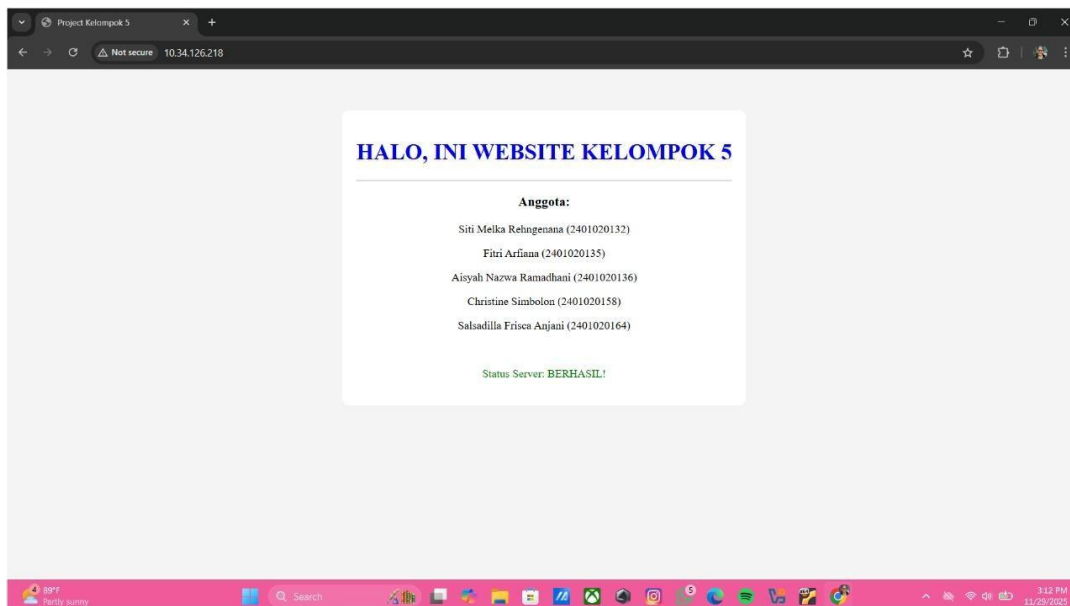 Project Kelompok 5
Not secure 10.34.126.218
HALO, INI WEBSITE KELOMPOK 5
Anggota:
Siti Melka Rehngenana (2401020132)
Fitri Arfiana (2401020135)
Aisyah Nazwa Ramadhani (2401020136)
Christine Simbolon (2401020158)
Salsadilla Frisca Anjani (2401020164)
Status Server: BERHASIL!
4
89°F
Partly sunny
Search
5
3:12 PM
11/29/2025